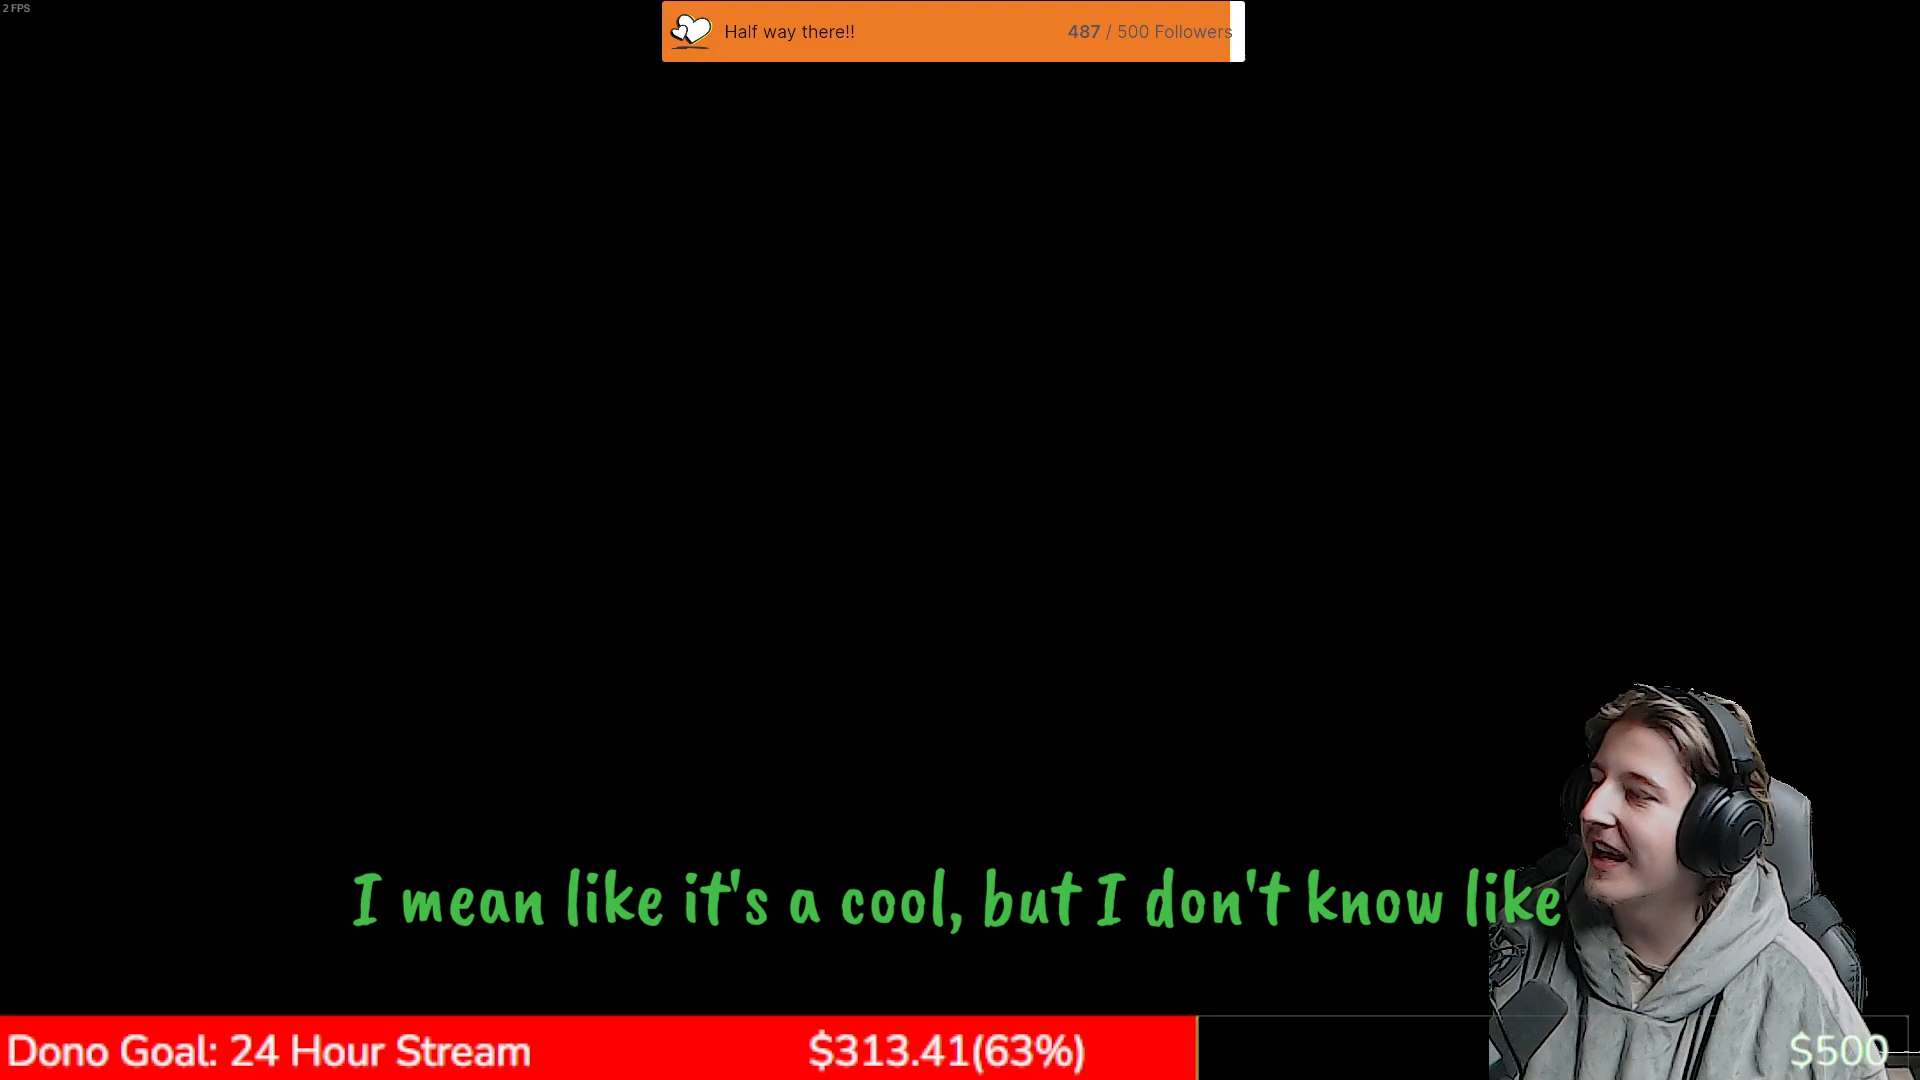 2 FPS
Half way there!! 487 / 500 Followers
I mean like it's a cool, but I don't know like
Dono Goal: 24 Hour Stream $313.41(63%) $500